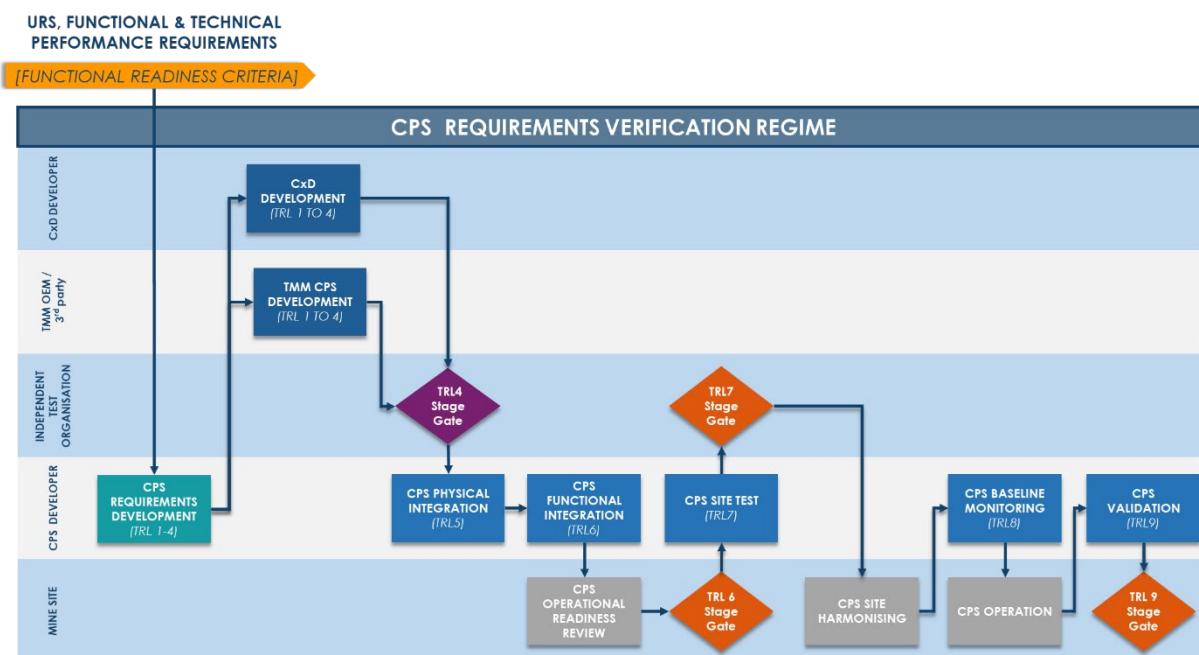 URS, FUNCTIONAL & TECHNICAL
PERFORMANCE REQUIREMENTS
[FUNCTIONAL READINESS CRITERIA]
CPS REQUIREMENTS VERIFICATION REGIME
CxD DEVELOPER
CxD
DEVELOPMENT
(TRL 1 TO 4)
TMM OEM /
3rd party
TMM CPS
DEVELOPMENT
(TRL 1 TO 4)
INDEPENDENT
TEST
ORGANISATION
TRL4
Stage
Gate
TRL7
Stage
Gate
CPS DEVELOPER
CPS
REQUIREMENTS
DEVELOPMENT
(TRL 1-4)
CPS PHYSICAL
INTEGRATION
(TRL5)
CPS
FUNCTIONAL
INTEGRATION
(TRL6)
CPS SITE TEST
(TRL7)
CPS BASELINE
MONITORING
(TRL8)
CPS
VALIDATION
(TRL9)
MINE SITE
CPS
OPERATIONAL
READINESS
REVIEW
TRL 6
Stage
Gate
CPS SITE
HARMONISING
CPS OPERATION
TRL 9
Stage
Gate